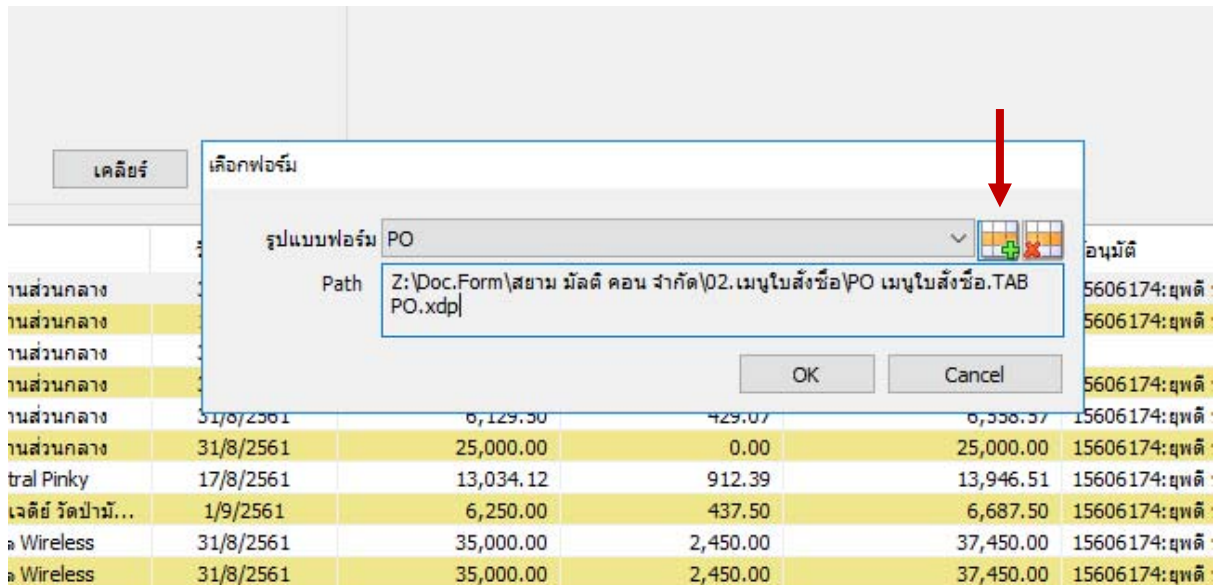 เคลียร์
เลือกฟอร์ม
รูปแบบฟอร์ม PO
Path Z:\Doc.Form\สยาม มัลติ คอน จำกัด\02.เมนูใบสั่งซื้อ\PO เมนูใบสั่งซื้อ.TAB
PO.xdp
OK Cancel
อนุมัติ
านส่วนกลาง 5606174:ยุพดี
านส่วนกลาง 5606174:ยุพดี
านส่วนกลาง
านส่วนกลาง 5606174:ยุพดี
านส่วนกลาง 31/8/2561 6,129.50 429.07 6,558.57 15606174:ยุพดี
านส่วนกลาง 31/8/2561 25,000.00 0.00 25,000.00 15606174:ยุพดี
tral Pinky 17/8/2561 13,034.12 912.39 13,946.51 15606174:ยุพดี
เจดีย์ วัดป่ามั... 1/9/2561 6,250.00 437.50 6,687.50 15606174:ยุพดี
Wireless 31/8/2561 35,000.00 2,450.00 37,450.00 15606174:ยุพดี
Wireless 31/8/2561 35,000.00 2,450.00 37,450.00 15606174:ยุพดี